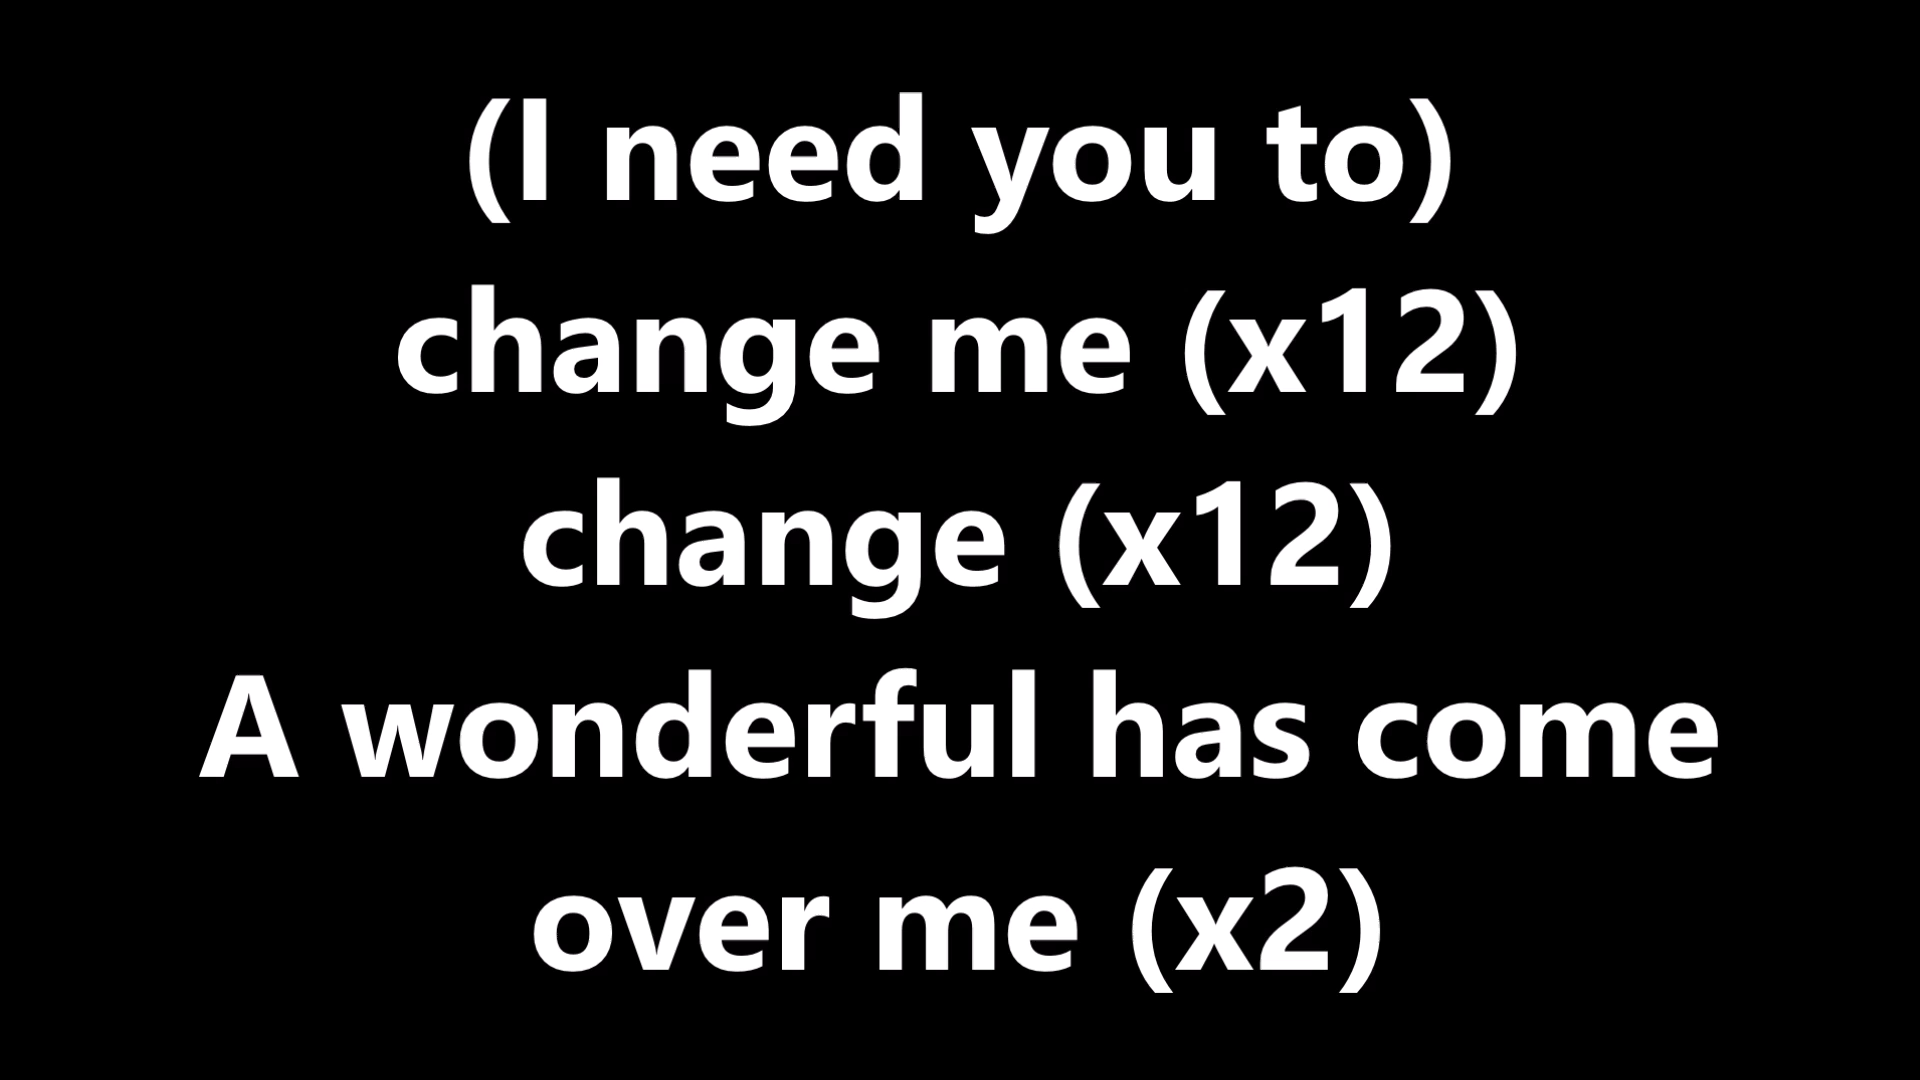 (I need you to)
change me (x12)
change (x12)
A wonderful has come
over me (x2)